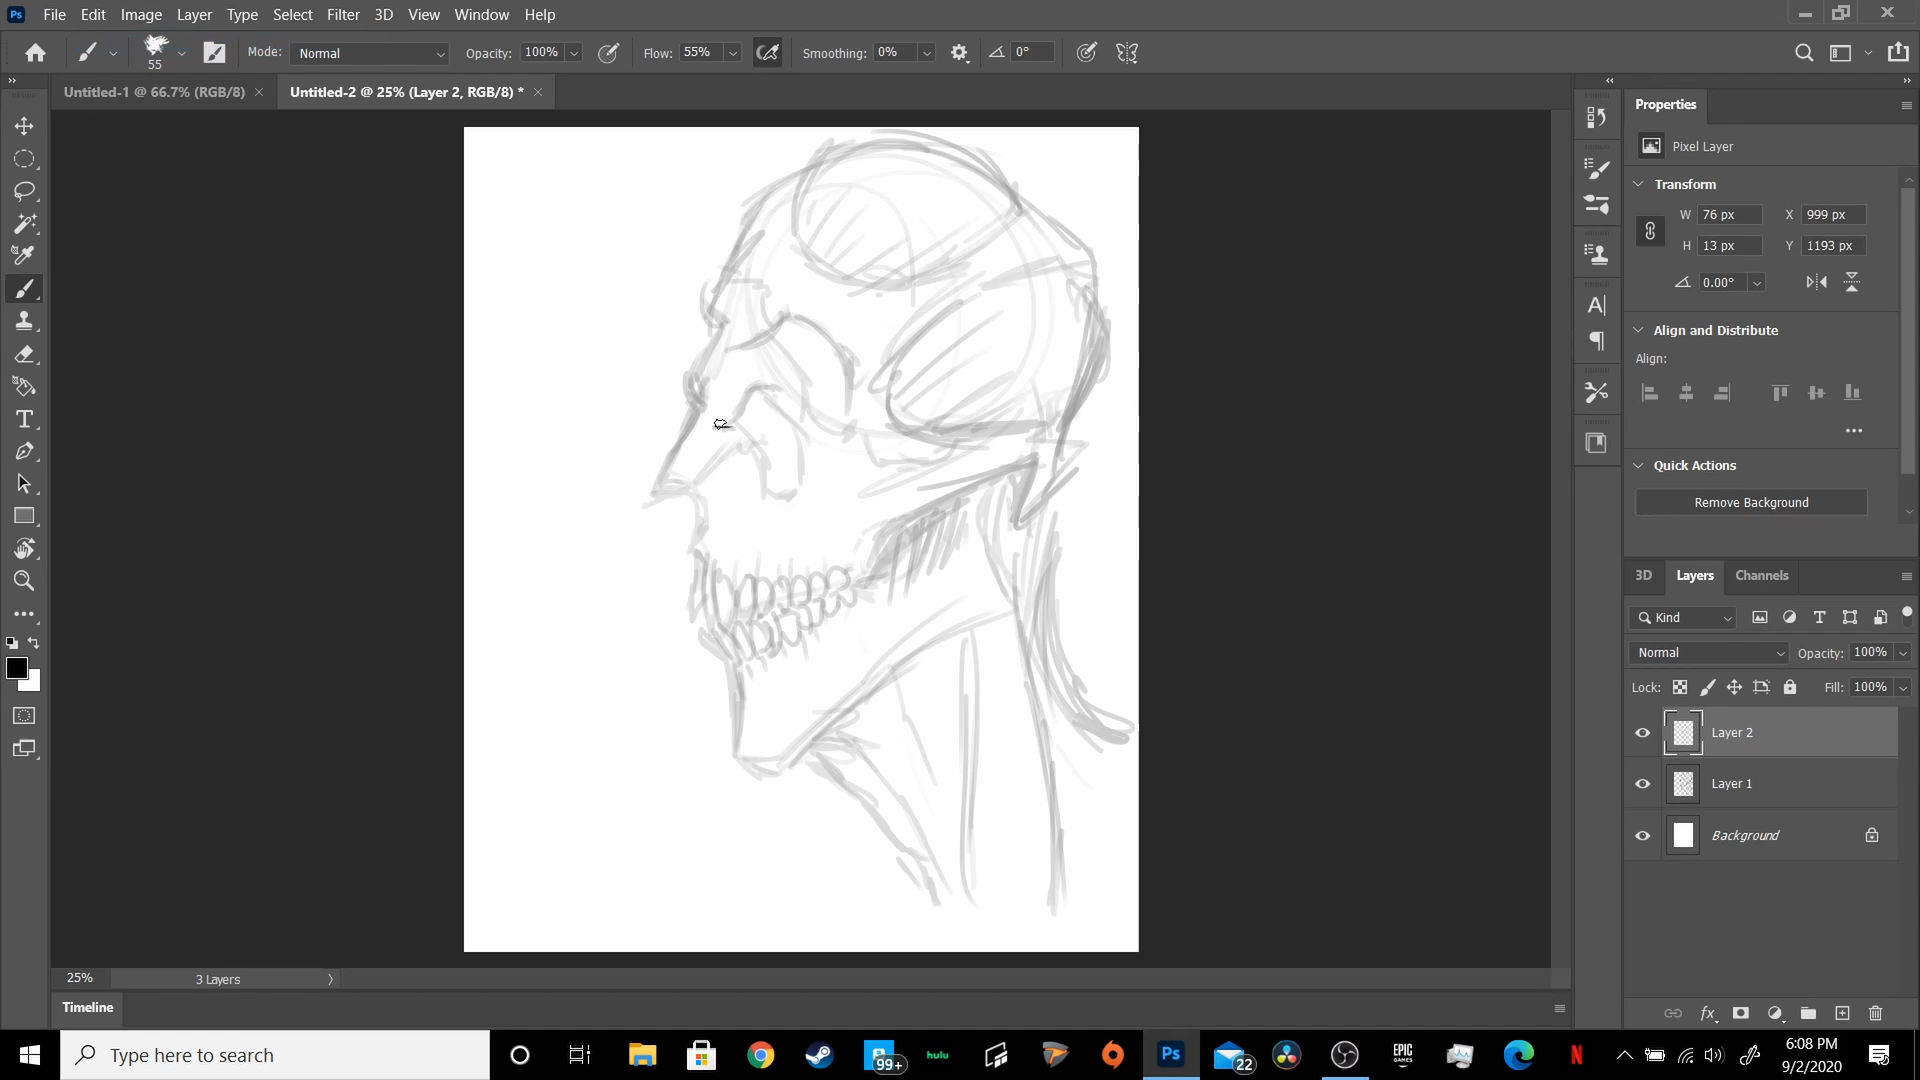 Ps File Edit Image Layer Type Select Filter 3D View Window Help
55 Mode: Normal Opacity: 100% Flow: 55% Smoothing: 0% 0°
Untitled-1 @ 66.7% (RGB/8) × Untitled-2 @ 25% (Layer 2, RGB/8) * ×
Properties
Pixel Layer
Transform
W 76 px X 999 px
H 13 px Y 1193 px
0.00°
Align and Distribute
Align:
Quick Actions
Remove Background
3D Layers Channels
Kind
Normal Opacity: 100%
Lock: Fill: 100%
Layer 2
Layer 1
Background
25% 3 Layers
Timeline
Type here to search
99+
hulu
Ps
22
EPIC
GAMES
N
6:08 PM
9/2/2020